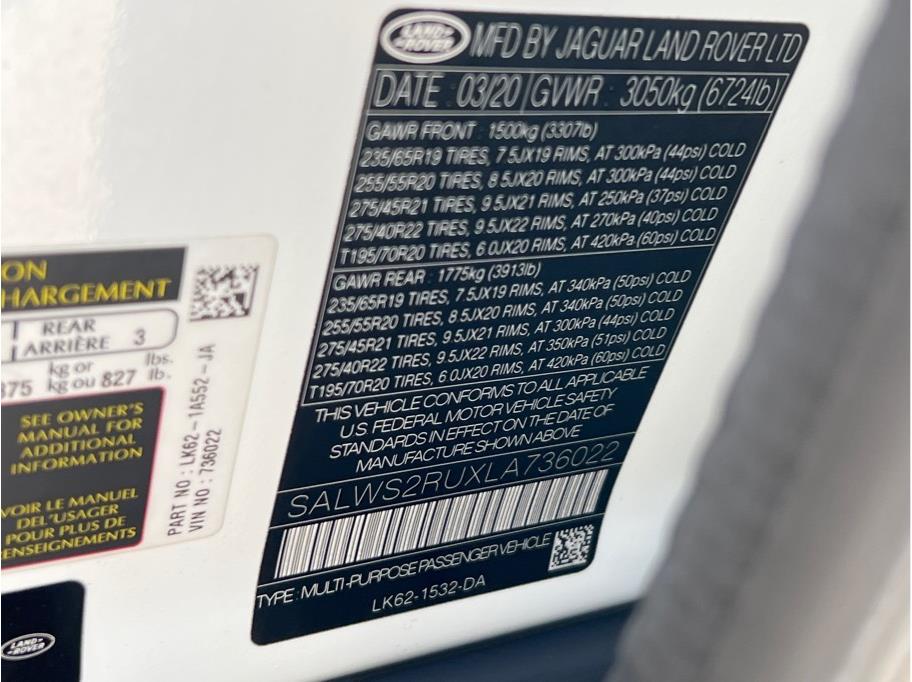 LAND ROVER
MFD BY JAGUAR LAND ROVER LTD
DATE : 03/20 GVWR : 3050kg (6724lb)
GAWR FRONT : 1500kg (3307lb)
235/65R19 TIRES, 7.5JX19 RIMS, AT 300kPa (44psi) COLD
255/55R20 TIRES, 8.5JX20 RIMS, AT 300kPa (44psi) COLD
275/45R21 TIRES, 9.5JX21 RIMS, AT 250kPa (37psi) COLD
275/40R22 TIRES, 9.5JX22 RIMS, AT 270kPa (40psi) COLD
T195/70R20 TIRES, 6.0JX20 RIMS, AT 420kPa (60psi) COLD
GAWR REAR : 1775kg (3913lb)
235/65R19 TIRES, 7.5JX19 RIMS, AT 340kPa (50psi) COLD
255/55R20 TIRES, 8.5JX20 RIMS, AT 340kPa (50psi) COLD
275/45R21 TIRES, 9.5JX21 RIMS, AT 300kPa (44psi) COLD
275/40R22 TIRES, 9.5JX22 RIMS, AT 350kPa (51psi) COLD
T195/70R20 TIRES, 6.0JX20 RIMS, AT 420kPa (60psi) COLD
THIS VEHICLE CONFORMS TO ALL APPLICABLE
U.S. FEDERAL MOTOR VEHICLE SAFETY
STANDARDS IN EFFECT ON THE DATE OF
MANUFACTURE SHOWN ABOVE
SALWS2RUXLA736022
TYPE : MULTI-PURPOSE PASSENGER VEHICLE
LK62-1532-DA
ON
HARGEMENT
REAR
ARRIÈRE 3
kg or lbs.
375 kg ou 827 lb.
SEE OWNER'S
MANUAL FOR
ADDITIONAL
INFORMATION
VOIR LE MANUEL
DEL'USAGER
POUR PLUS DE
RENSEIGNEMENTS
PART NO : LK62-1A552-JA
VIN NO : 736022
LAND ROVER